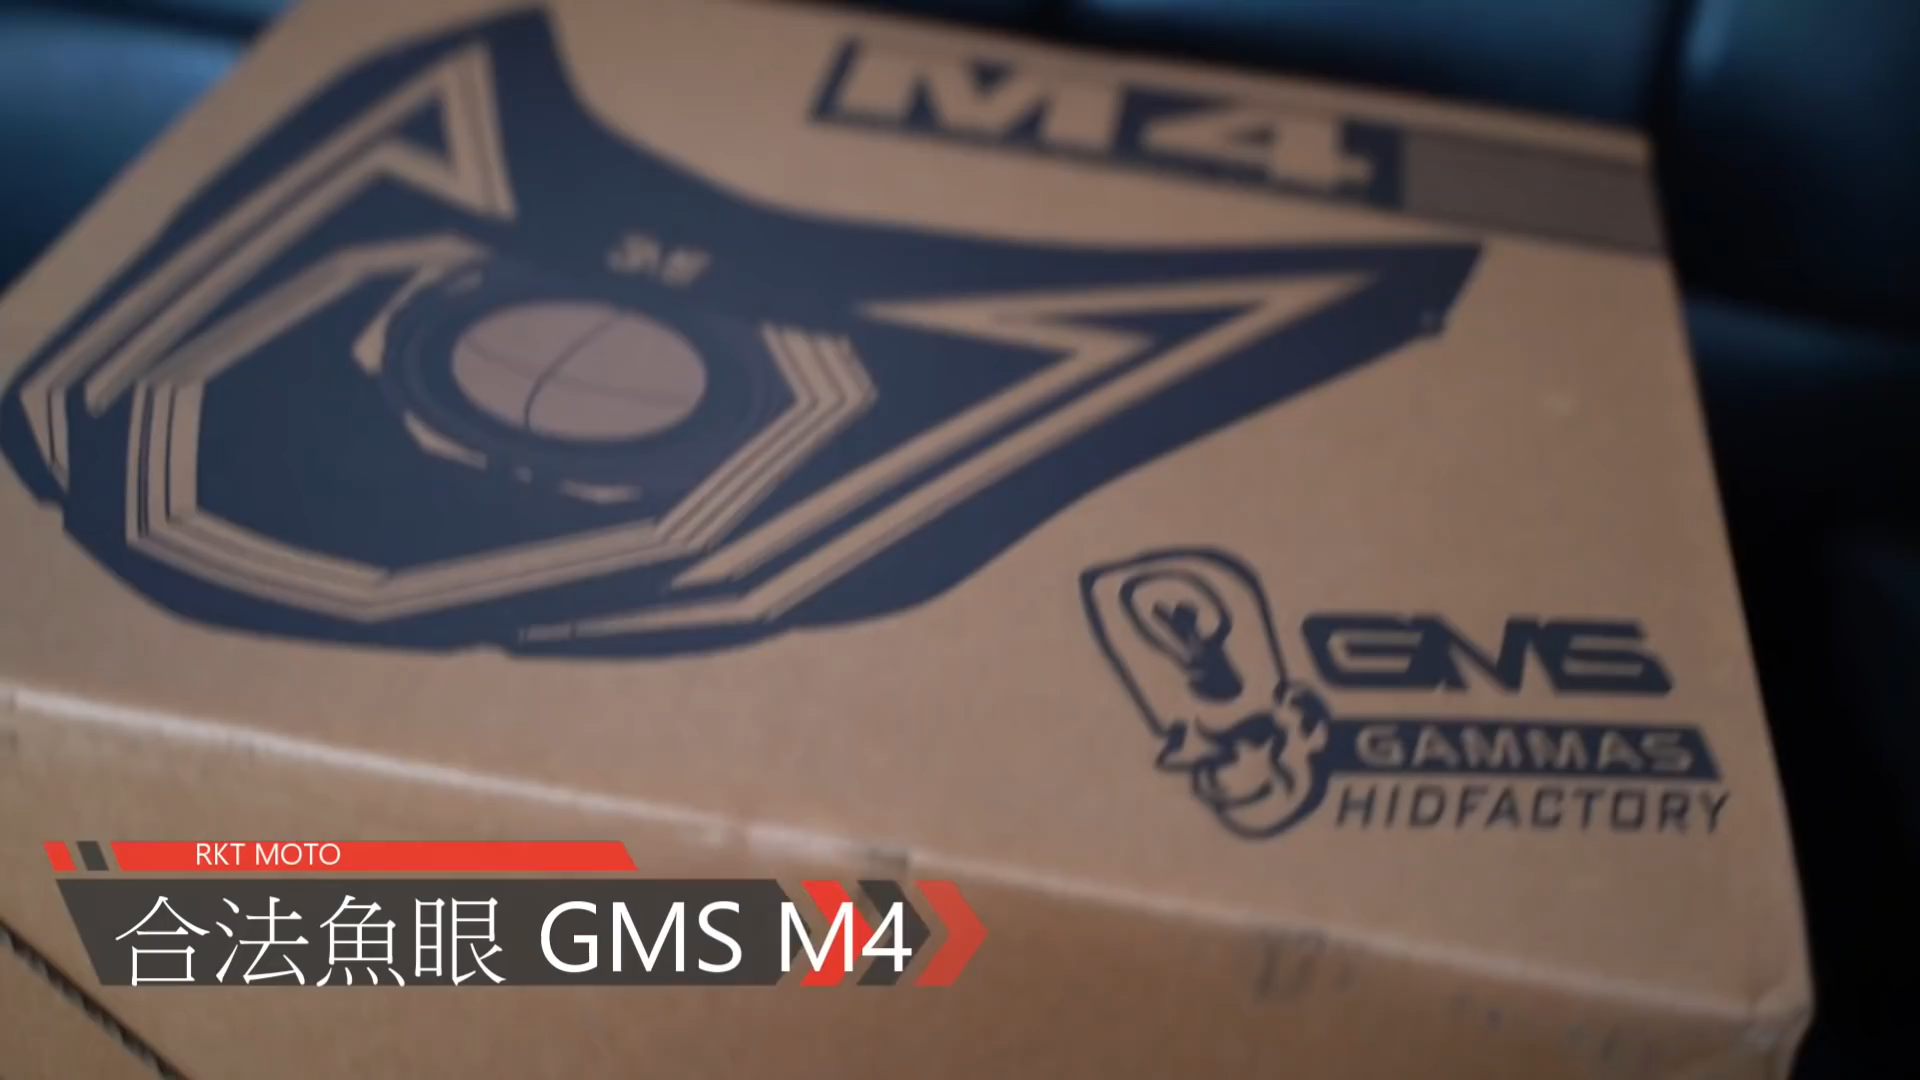 M4
GMS
GAMMAS
HIDFACTORY
RKT MOTO
合法魚眼 GMS M4